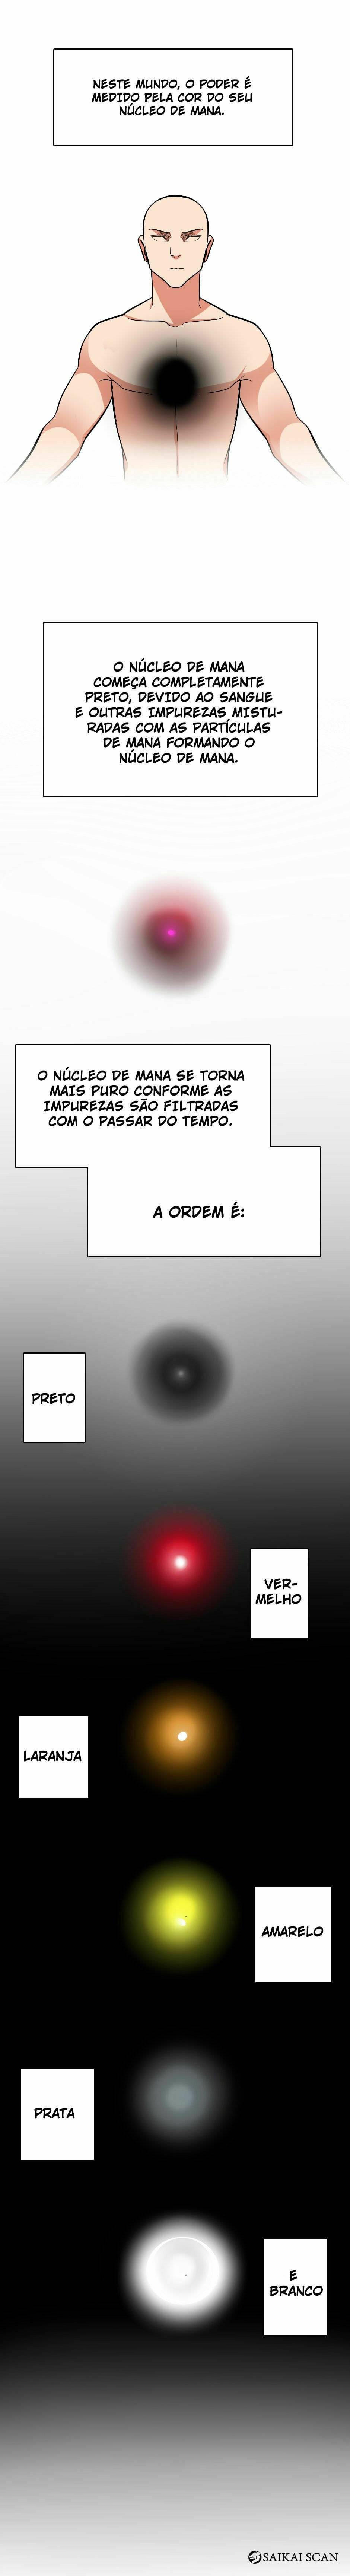 NESTE MUNDO, O PODER É
MEDIDO PELA COR DO SEU
NÚCLEO DE MANA.
O NÚCLEO DE MANA
COMEÇA COMPLETAMENTE
PRETO, DEVIDO AO SANGUE
E OUTRAS IMPUREZAS MISTU-
RADAS COM AS PARTÍCULAS
DE MANA FORMANDO O
NÚCLEO DE MANA.
O NÚCLEO DE MANA SE TORNA
MAIS PURO CONFORME AS
IMPUREZAS SÃO FILTRADAS
COM O PASSAR DO TEMPO.
A ORDEM É:
PRETO
VER-
MELHO
LARANJA
AMARELO
PRATA
E
BRANCO
SAIKAI SCAN